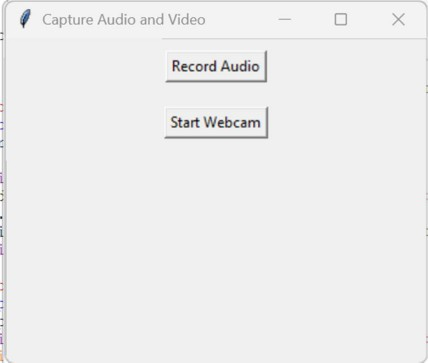 Capture Audio and Video
Record Audio
Start Webcam